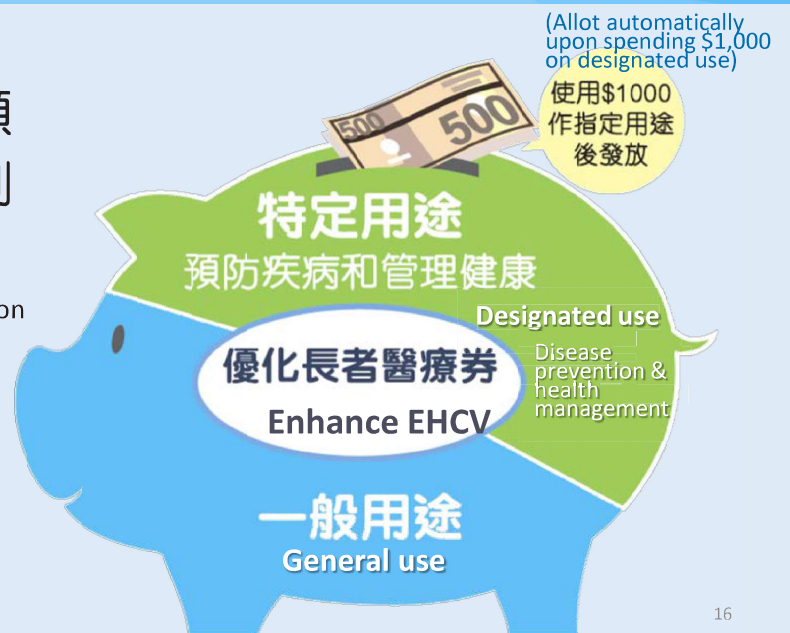 (Allot automatically
upon spending $1,000
on designated use)
使用$1000
作指定用途
後發放
額
on
500
500
特定用途
預防疾病和管理健康
Designated use
Disease
prevention &
health
management
優化長者醫療券
Enhance EHCV
一般用途
General use
16